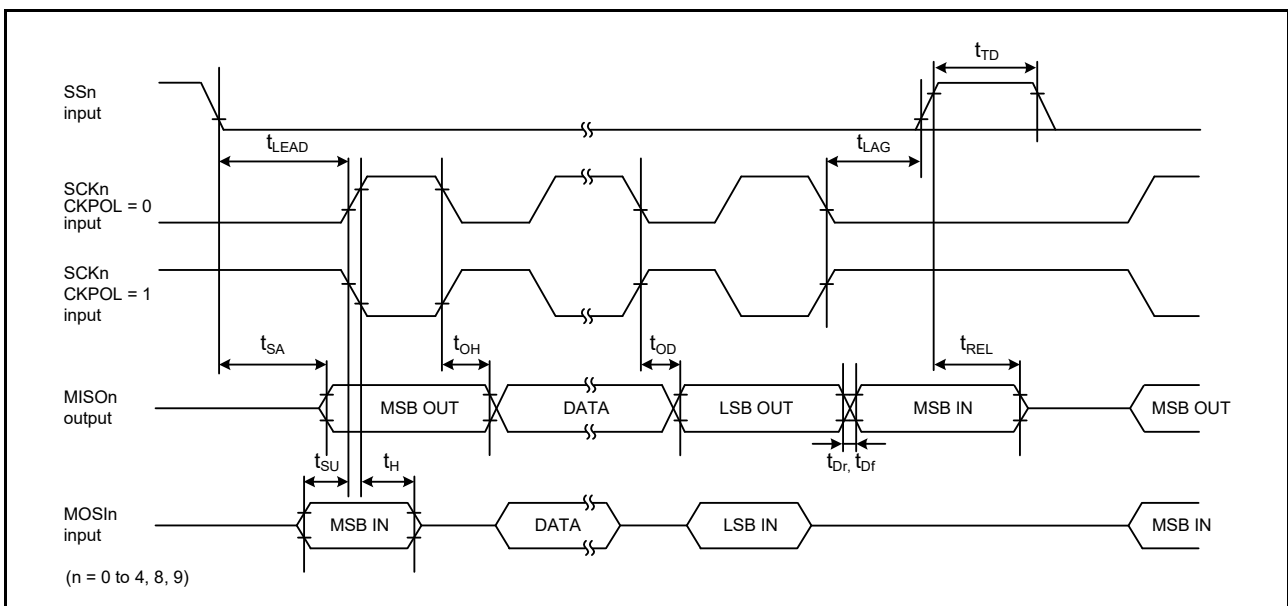 SSn
input
tTD
tLEAD
tLAG
SCKn
CKPOL = 0
input
SCKn
CKPOL = 1
input
tSA
tOH
tOD
tREL
MISOn
output
MSB OUT
DATA
LSB OUT
MSB IN
MSB OUT
tSU
tH
tDr, tDf
MOSIn
input
MSB IN
DATA
LSB IN
MSB IN
(n = 0 to 4, 8, 9)